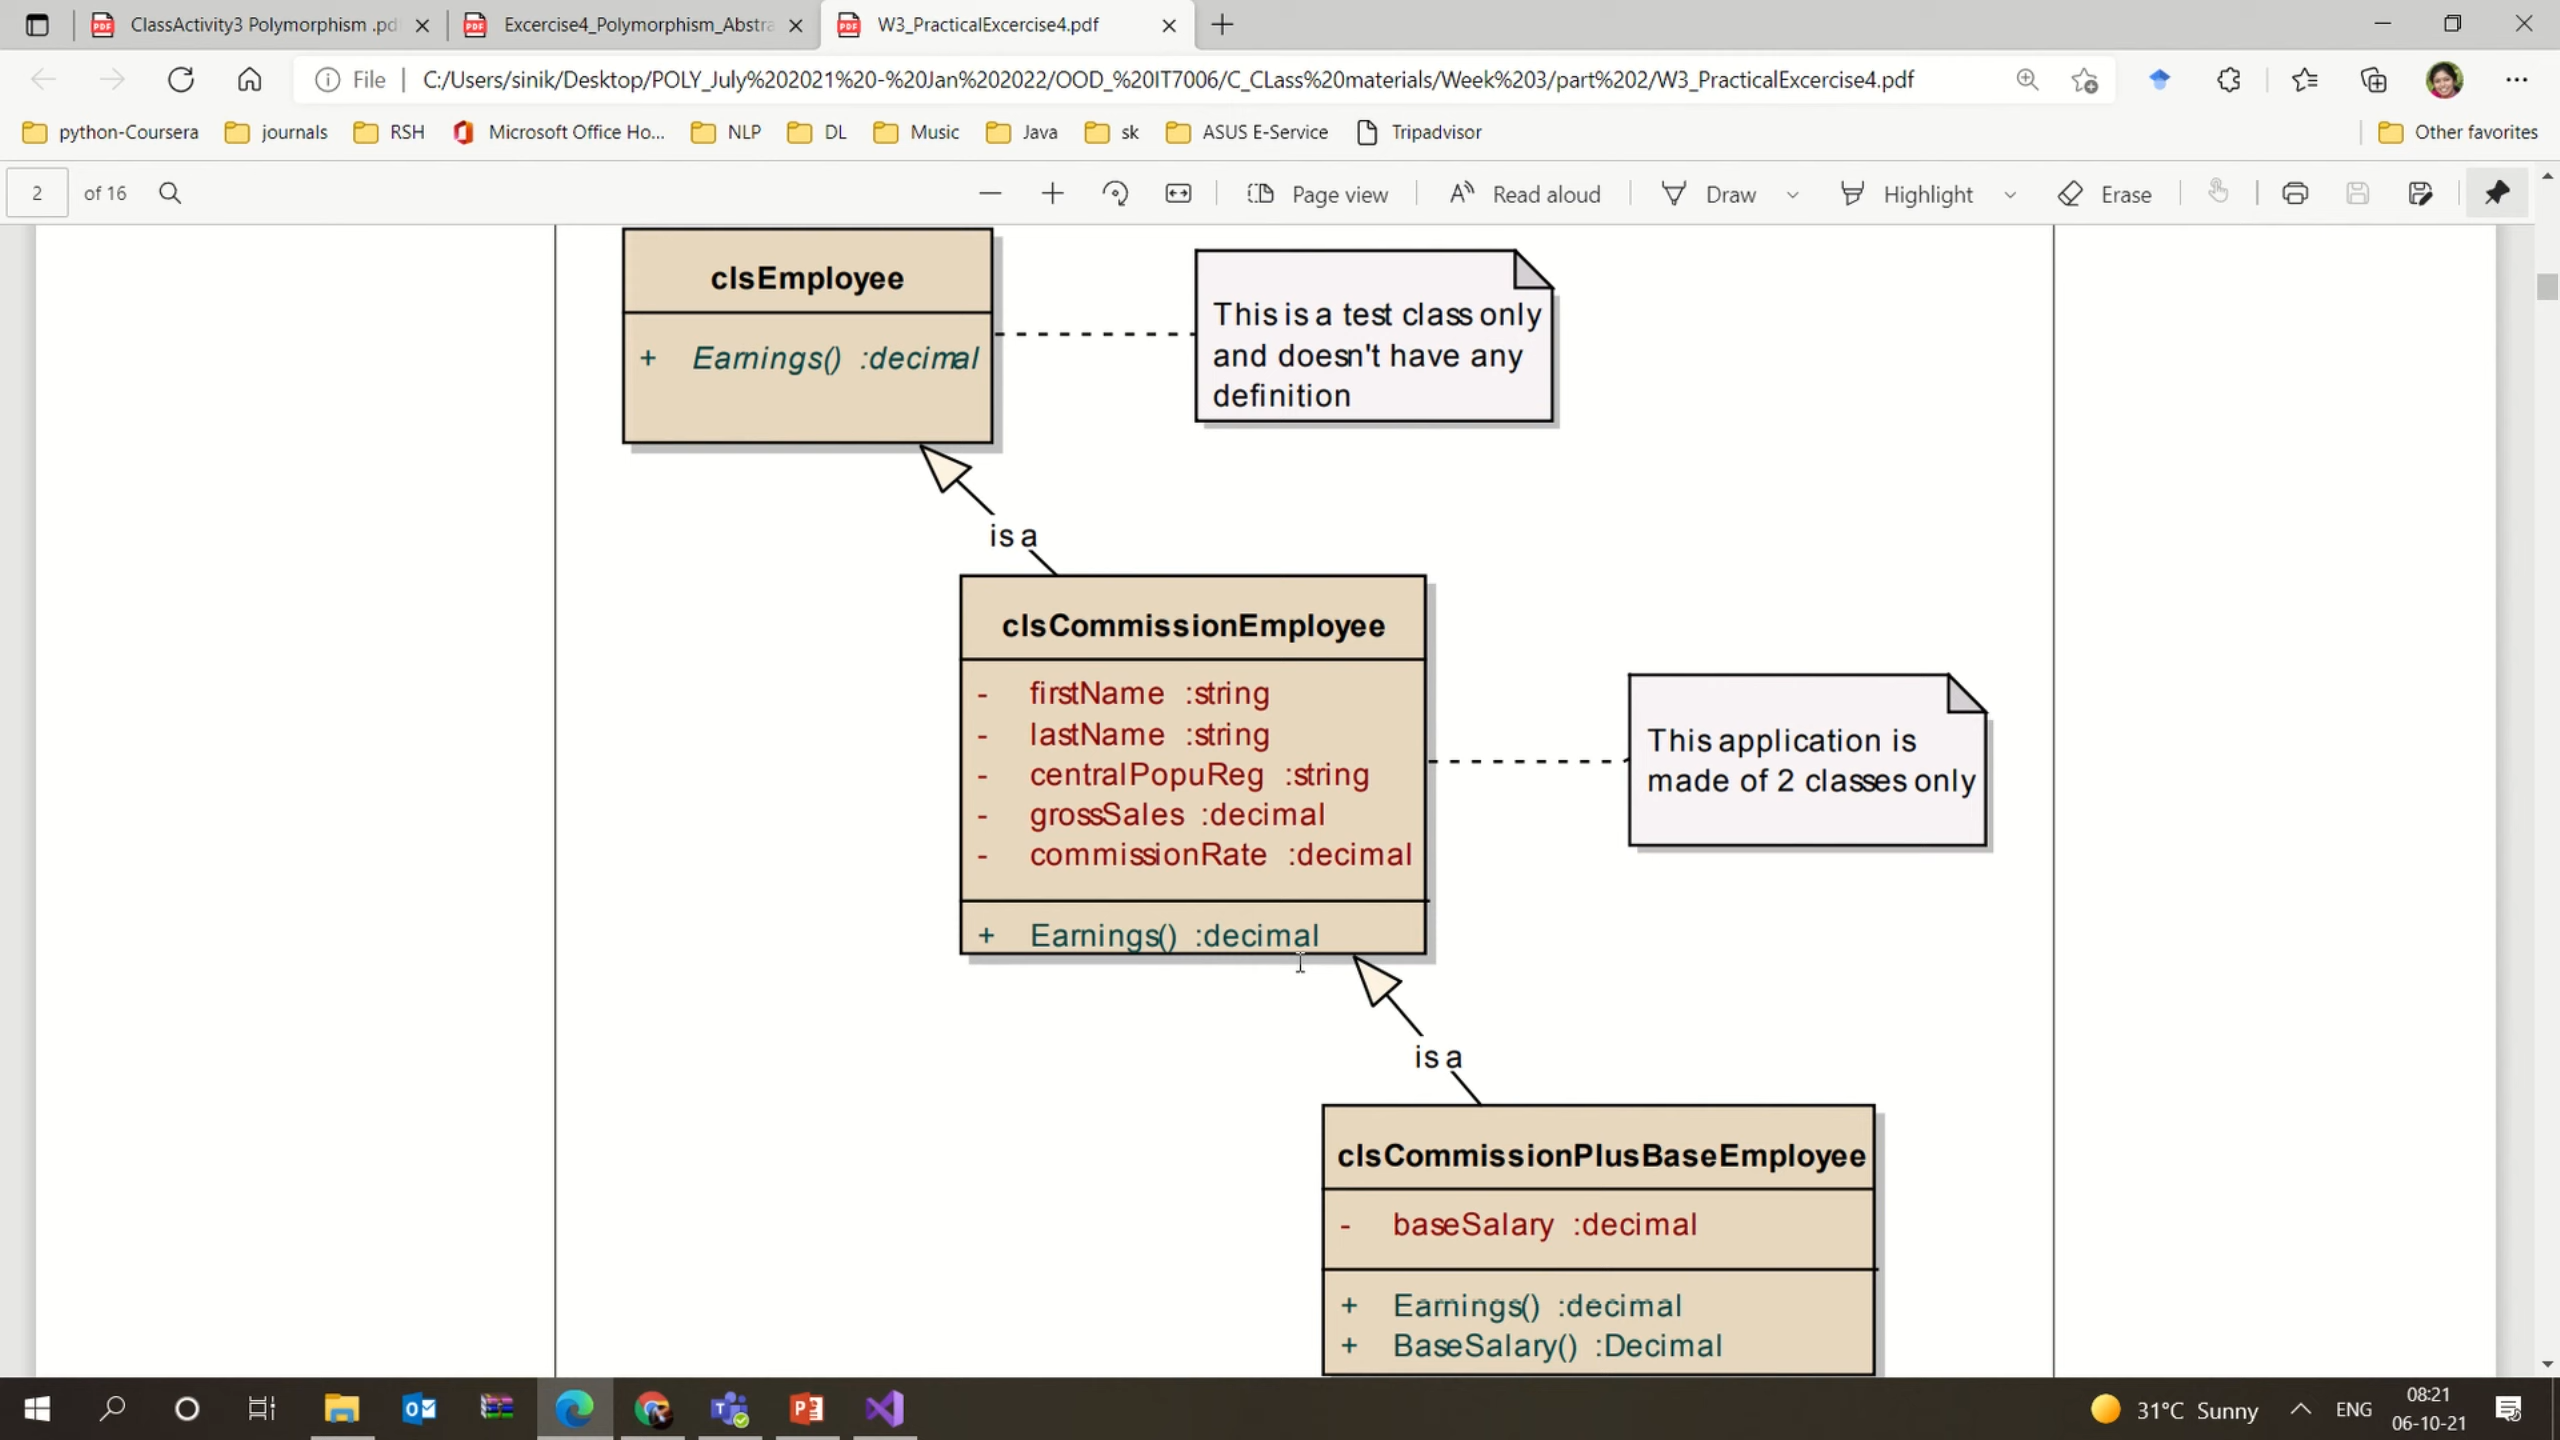 ClassActivity3 Polymorphism .pd
Excercise4_Polymorphism_Abstra
W3_PracticalExcercise4.pdf
File
C:/Users/sinik/Desktop/POLY_July%202021%20-%20Jan%202022/OOD_%20IT7006/C_CLass%20materials/Week%203/part%202/W3_PracticalExcercise4.pdf
python-Coursera journals RSH Microsoft Office Ho... NLP DL Music Java sk ASUS E-Service Tripadvisor Other favorites
2 of 16 Page view Read aloud Draw Highlight Erase
clsEmployee
+ Earnings() :decimal
This is a test class only
and doesn't have any
definition
is a
clsCommissionEmployee
- firstName :string
- lastName :string
- centralPopuReg :string
- grossSales :decimal
- commissionRate :decimal
+ Earnings() :decimal
This application is
made of 2 classes only
is a
clsCommissionPlusBaseEmployee
- baseSalary :decimal
+ Earnings() :decimal
+ BaseSalary() :Decimal
31°C Sunny ENG
08:21
06-10-21